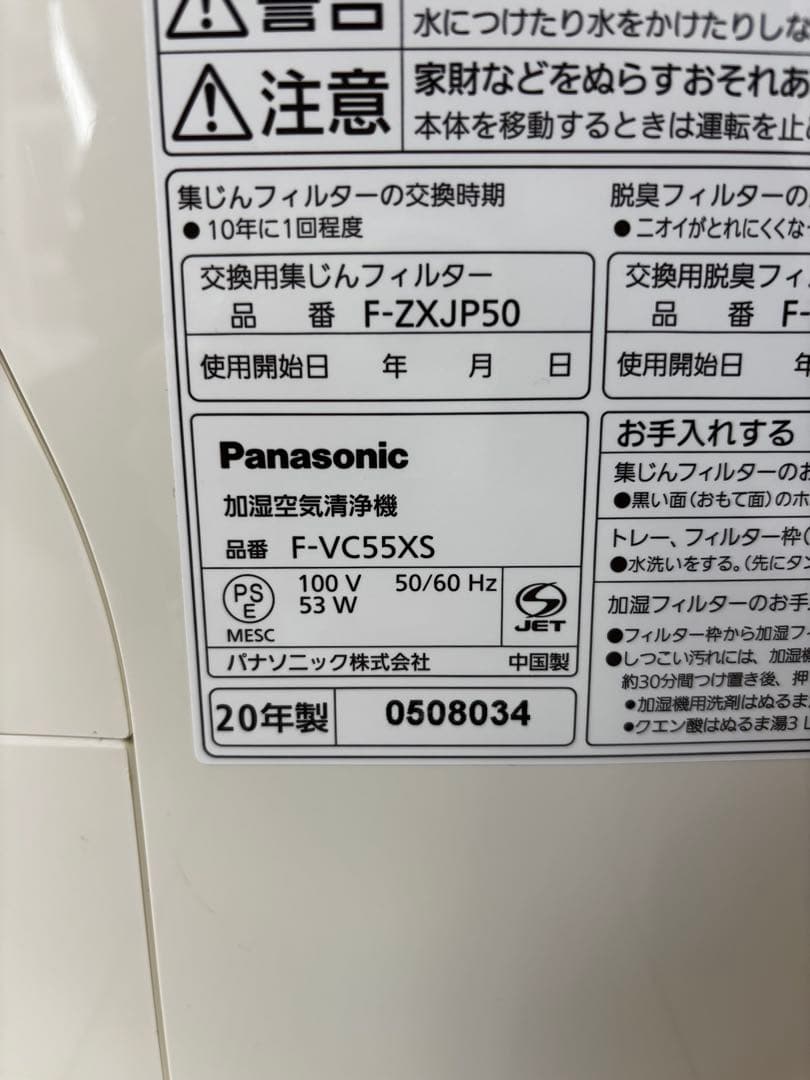 警告
水につけたり水をかけたりしな
注意
家財などをぬらすおそれあ
本体を移動するときは運転を止
集じんフィルターの交換時期
●10年に1回程度
交換用集じんフィルター
品番 F-ZXJP50
使用開始日 年 月 日
脱臭フィルターの
●ニオイがとれにくくな
交換用脱臭フィ
品番 F-
使用開始日 年
Panasonic
加湿空気清浄機
品番 F-VC55XS
PS
E
MESC
100 V 50/60 Hz
53 W
S
JET
パナソニック株式会社 中国製
20年製 0508034
お手入れする
集じんフィルターのお
●黒い面(おもて面)のホ
トレー、フィルター枠(
●水洗いをする。(先にタン
加湿フィルターのお手
●フィルター枠から加湿フ
●しつこい汚れには、加湿機
約30分間つけ置き後、押
●加湿機用洗剤はぬるま
●クエン酸はぬるま湯3 L